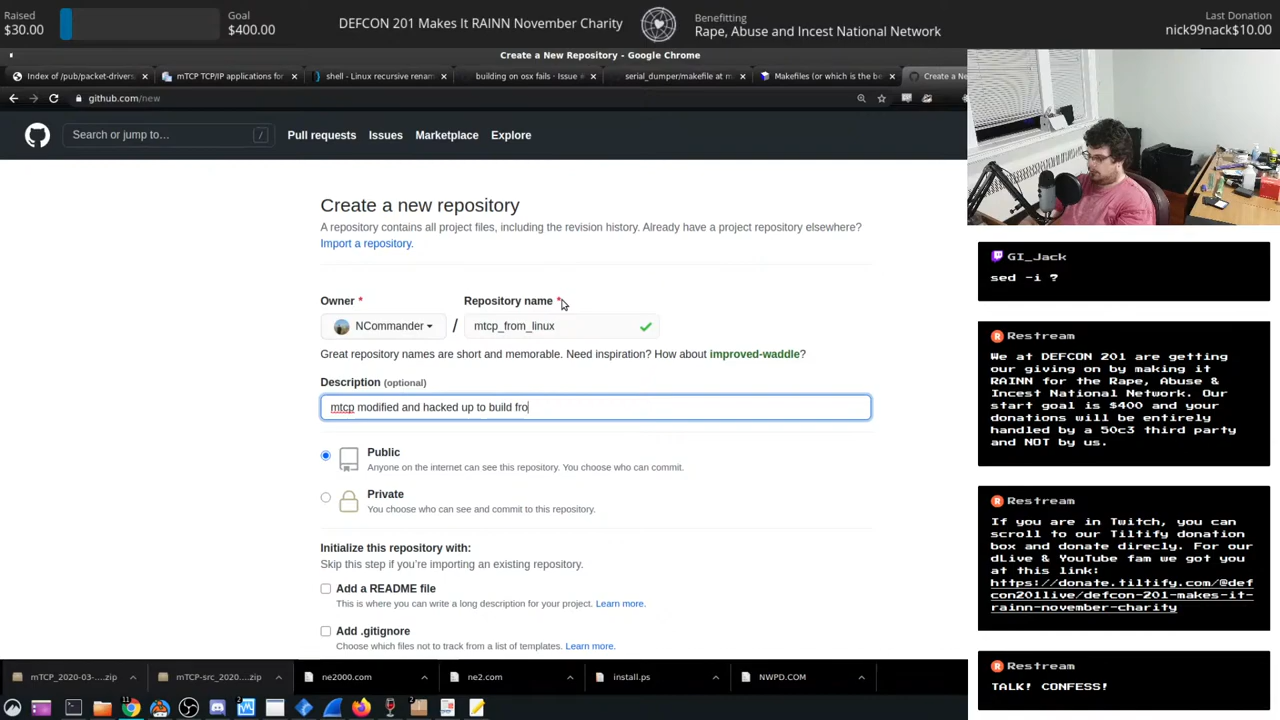 Raised
$30.00
Goal
$400.00
DEFCON 201 Makes It RAINN November Charity
Benefitting
Rape, Abuse and Incest National Network
Last Donation
nick99nack$10.00
Create a New Repository - Google Chrome
Index of /pub/packet-drivers
mTCP TCP/IP applications fo
shell - Linux recursive renam
building on osx fails · Issue
serial_dumper/makefile at m
Makefiles (or which is the be
Create a Ne
github.com/new
Search or jump to…
/
Pull requests
Issues
Marketplace
Explore
Create a new repository
A repository contains all project files, including the revision history. Already have a project repository elsewhere?
Import a repository.
Owner *
Repository name *
NCommander
/
mtcp_from_linux
Great repository names are short and memorable. Need inspiration? How about improved-waddle?
Description (optional)
mtcp modified and hacked up to build fro
Public
Anyone on the internet can see this repository. You choose who can commit.
Private
You choose who can see and commit to this repository.
Initialize this repository with:
Skip this step if you're importing an existing repository.
Add a README file
This is where you can write a long description for your project. Learn more.
Add .gitignore
Choose which files not to track from a list of templates. Learn more.
mTCP_2020-03-....zip
mTCP-src_2020....zip
ne2000.com
ne2.com
install.ps
NWPD.COM
11
2
2
GI_Jack
sed -i ?
Restream
We at DEFCON 201 are getting
our giving on by making it
RAINN for the Rape, Abuse &
Incest National Network. Our
start goal is $400 and your
donations will be entirely
handled by a 50c3 third party
and NOT by us.
Restream
If you are in Twitch, you can
scroll to our Tiltify donation
box and donate direcly. For our
dLive & YouTube fam we got you
at this link:
https://donate.tiltify.com/@def
con201live/defcon-201-makes-it-
rainn-november-charity
Restream
TALK! CONFESS!